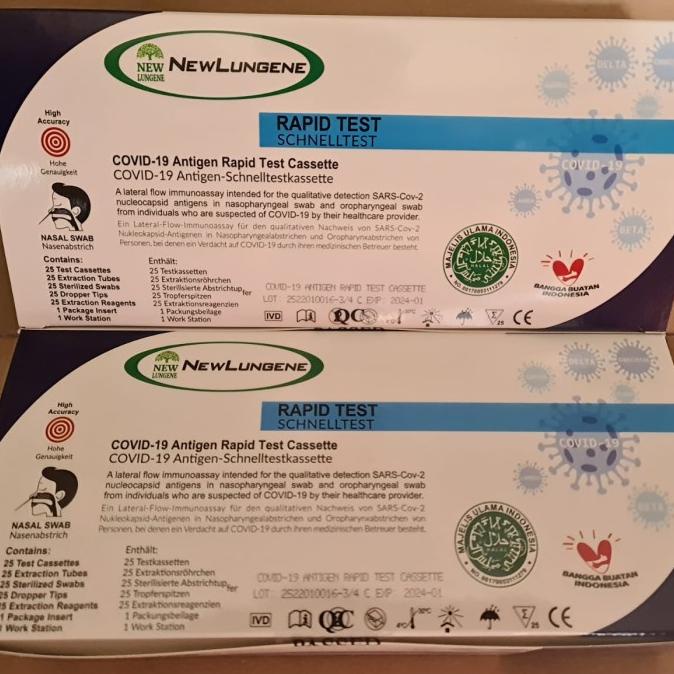 NEW
LUNGENE
NEWLUNGENE
RAPID TEST
SCHNELLTEST
High
Accuracy
Hohe
Genauigkeit
NASAL SWAB
Nasenabstrich
COVID-19 Antigen Rapid Test Cassette
COVID-19 Antigen-Schnelltestkassette
A lateral flow immunoassay intended for the qualitative detection SARS-Cov-2
nucleocapsid antigens in nasopharyngeal swab and oropharyngeal swab
from individuals who are suspected of COVID-19 by their healthcare provider.
Ein Lateral-Flow-Immunoassay für den qualitativen Nachweis von SARS-Cov-2
Nukleokapsid-Antigenen in Nasopharyngealabstrichen und Oropharynxabstrichen von
Personen, bei denen ein Verdacht auf COVID-19 durch ihren medizinischen Betreuer besteht.
Contains:
25 Test Cassettes
25 Extraction Tubes
25 Sterilized Swabs
25 Dropper Tips
25 Extraction Reagents
1 Package Insert
1 Work Station
Enthält:
25 Testkassetten
25 Extraktionsröhrchen
25 Sterilisierte Abstrichtupfer
25 Tropferspitzen
25 Extraktionsreagenzien
1 Packungsbeilage
1 Work Station
COVID-19 ANTIGEN RAPID TEST CASSETTE
LOT: 2522010016-3/4 C EXP: 2024-01
IVD
QC
PASSED
4°C
30°C
Σ
25
CE
MAJELIS ULAMA INDONESIA
حلال
HALAL
BANGGA BUATAN
INDONESIA
DELTA
COVID-19
BETA
NEW
LUNGENE
NEWLUNGENE
RAPID TEST
SCHNELLTEST
High
Accuracy
Hohe
Genauigkeit
NASAL SWAB
Nasenabstrich
COVID-19 Antigen Rapid Test Cassette
COVID-19 Antigen-Schnelltestkassette
A lateral flow immunoassay intended for the qualitative detection SARS-Cov-2
nucleocapsid antigens in nasopharyngeal swab and oropharyngeal swab
from individuals who are suspected of COVID-19 by their healthcare provider.
Ein Lateral-Flow-Immunoassay für den qualitativen Nachweis von SARS-Cov-2
Nukleokapsid-Antigenen in Nasopharyngealabstrichen und Oropharynxabstrichen von
Personen, bei denen ein Verdacht auf COVID-19 durch ihren medizinischen Betreuer besteht.
Contains:
25 Test Cassettes
25 Extraction Tubes
25 Sterilized Swabs
25 Dropper Tips
25 Extraction Reagents
1 Package Insert
1 Work Station
Enthält:
25 Testkassetten
25 Extraktionsröhrchen
25 Sterilisierte Abstrichtupfer
25 Tropferspitzen
25 Extraktionsreagenzien
1 Packungsbeilage
1 Work Station
COVID-19 ANTIGEN RAPID TEST CASSETTE
LOT: 2522010016-3/4 C EXP: 2024-01
IVD
QC
PASSED
4°C
30°C
Σ
25
CE
MAJELIS ULAMA INDONESIA
حلال
HALAL
BANGGA BUATAN
INDONESIA
DELTA
COVID-19
BETA